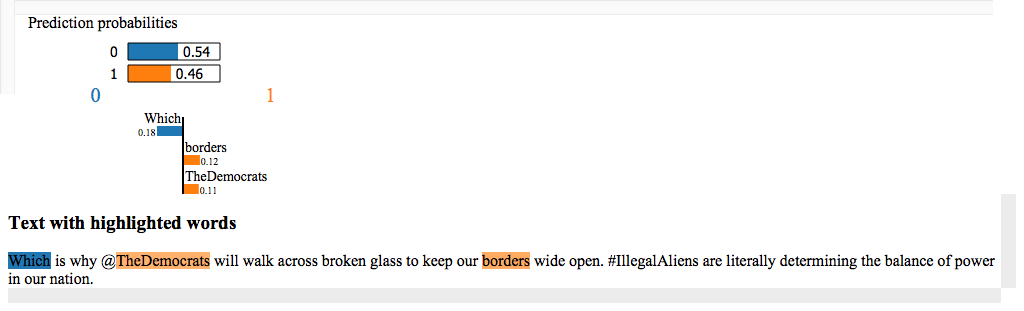 Prediction probabilities
0 0.54
1 0.46
0 1
Which
0.18
borders
0.12
TheDemocrats
0.11
Text with highlighted words
Which is why @TheDemocrats will walk across broken glass to keep our borders wide open. #IllegalAliens are literally determining the balance of power
in our nation.